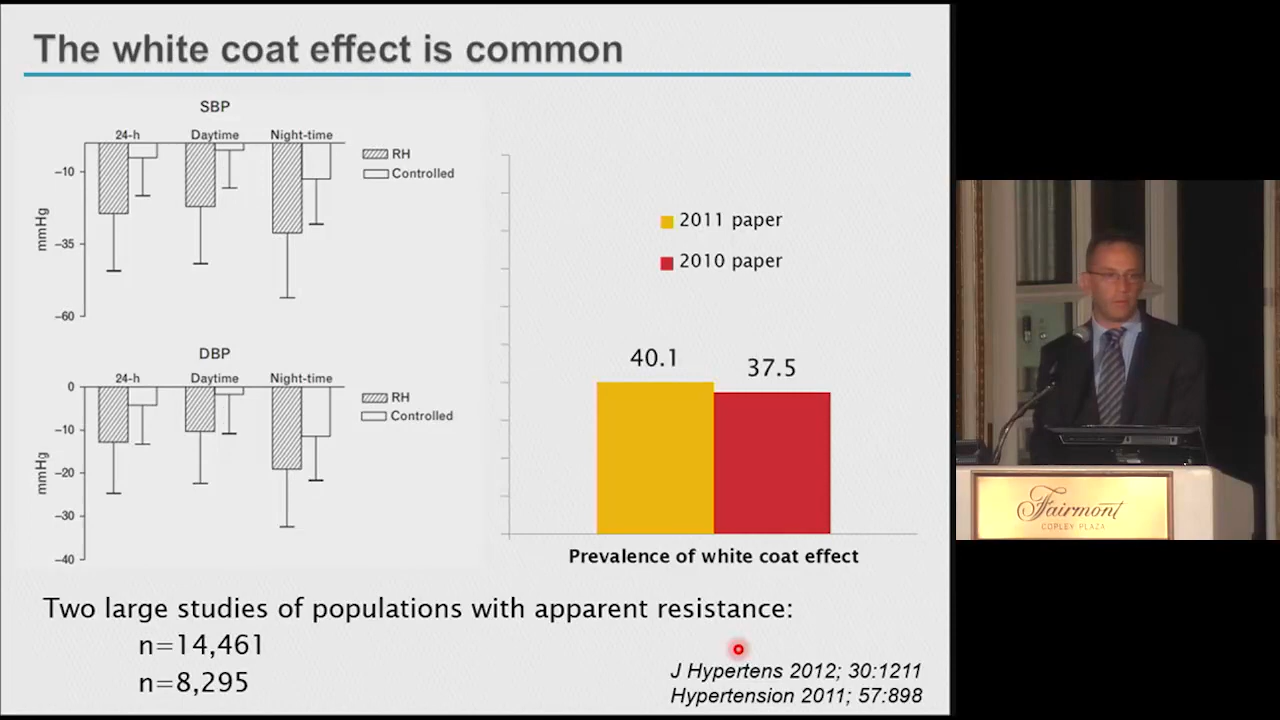 The white coat effect is common
SBP
24-h Daytime Night-time
RH
Controlled
-10
-35
-60
mmHg
DBP
24-h Daytime Night-time
RH
Controlled
0
-10
-20
-30
-40
mmHg
2011 paper
2010 paper
40.1
37.5
Prevalence of white coat effect
Two large studies of populations with apparent resistance:
n=14,461
n=8,295
J Hypertens 2012; 30:1211
Hypertension 2011; 57:898
Fairmont
COPLEY PLAZA